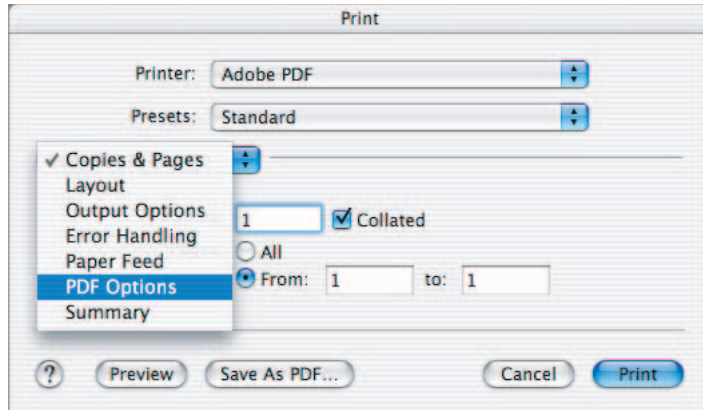 Print
Printer: Adobe PDF
Presets: Standard
✓ Copies & Pages
Layout
Output Options
Error Handling
Paper Feed
PDF Options
Summary
1 Collated
All
From: 1 to: 1
? Preview Save As PDF... Cancel Print